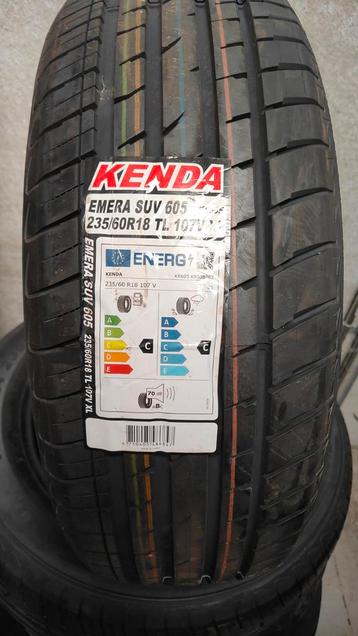 KENDA
EMERA SUV 605
235/60R18 TL 107V X
EMERA SUV 605 235/60R18 TL 107V XL
ENERG
KENDA
235/60 R18 107 V
A
B
C
D
E
C
A
B
C
D
E
C
70 dB